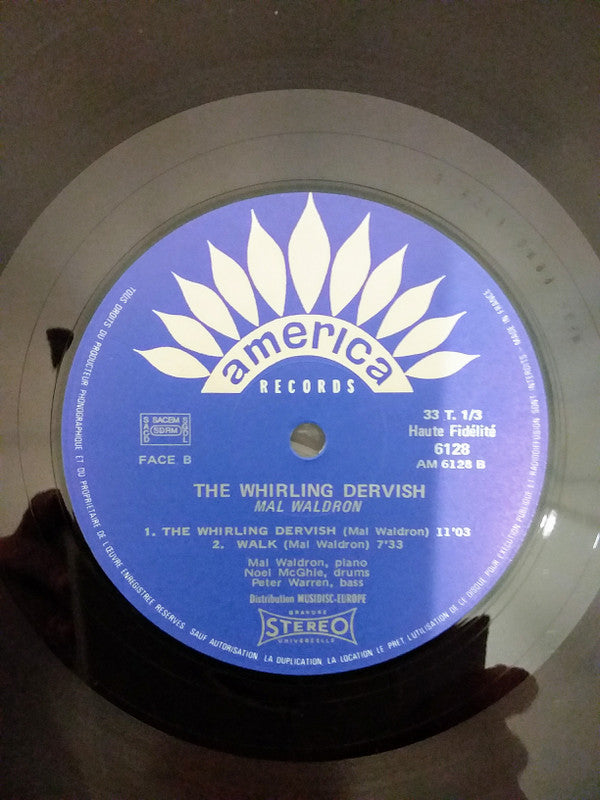 america
RECORDS
SACEM
SACD SDRM SGDL
FACE B
33 T. 1/3
Haute Fidélité
6128
AM 6128 B
THE WHIRLING DERVISH
MAL WALDRON
1. THE WHIRLING DERVISH (Mal Waldron) 11'03
2. WALK (Mal Waldron) 7'33
Mal Waldron, piano
Noel McGhie, drums
Peter Warren, bass
Distribution MUSIDISC-EUROPE
GRAVURE
STEREO
UNIVERSELLE
TOUS DROITS DU PRODUCTEUR PHONOGRAPHIQUE ET DU PROPRIETAIRE DE L'ŒUVRE ENREGISTREE RESERVES. SAUF AUTORISATION LA DUPLICATION, LA LOCATION LE PRET L'UTILISATION DE CE DISQUE POUR EXECUTION PUBLIQUE ET RADIODIFFUSION SONT INTERDITS - MADE IN FRANCE